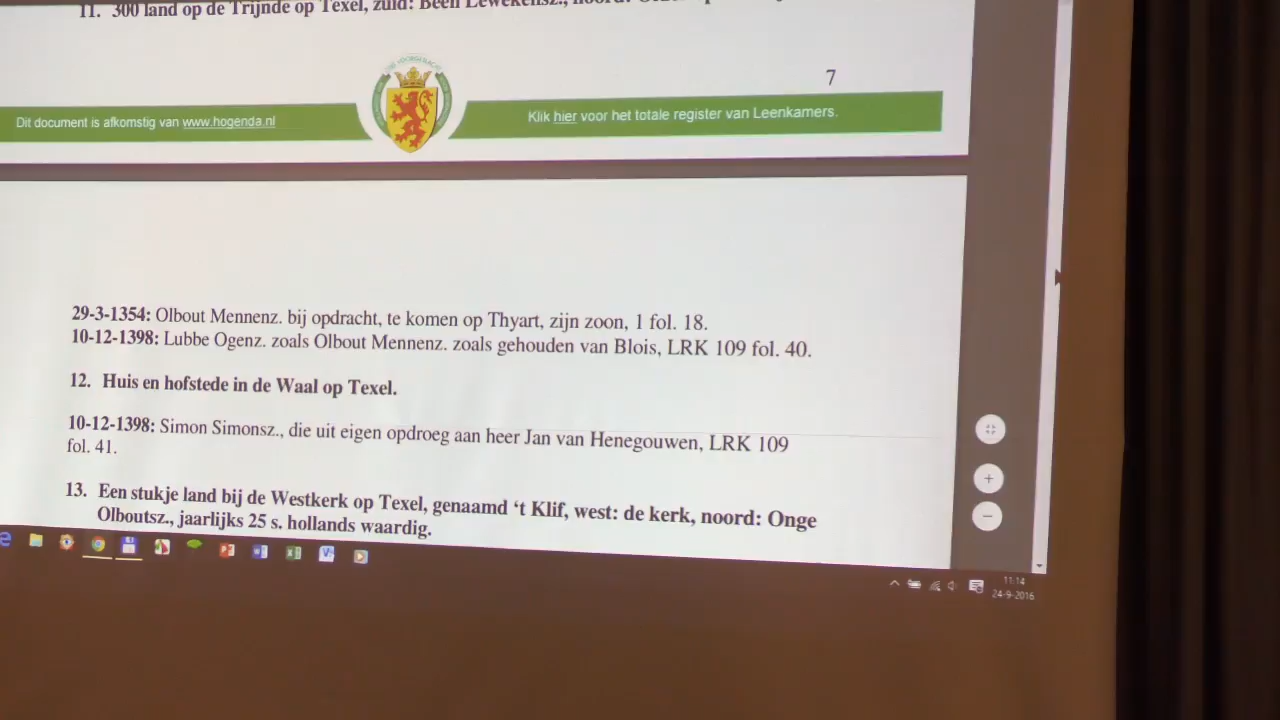 11. 300 land op de Trijnde op Texel, zuid: Been Lewekensz., noord:
7
Dit document is afkomstig van www.hogenda.nl
Klik hier voor het totale register van Leenkamers.
29-3-1354: Olbout Mennenz. bij opdracht, te komen op Thyart, zijn zoon, 1 fol. 18.
10-12-1398: Lubbe Ogenz. zoals Olbout Mennenz. zoals gehouden van Blois, LRK 109 fol. 40.
12. Huis en hofstede in de Waal op Texel.
10-12-1398: Simon Simonsz., die uit eigen opdroeg aan heer Jan van Henegouwen, LRK 109
fol. 41.
13. Een stukje land bij de Westkerk op Texel, genaamd ‘t Klif, west: de kerk, noord: Onge
Olboutsz., jaarlijks 25 s. hollands waardig.
11:14
24-9-2016